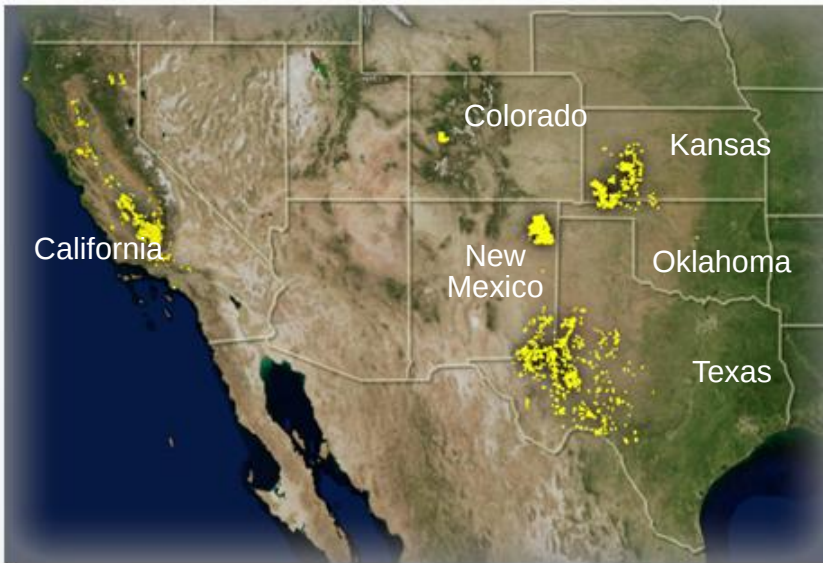 Colorado
Kansas
California
New
Mexico
Oklahoma
Texas